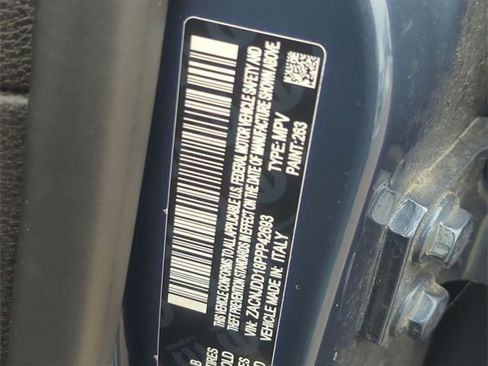 THIS VEHICLE CONFORMS TO ALL APPLICABLE U.S. FEDERAL MOTOR VEHICLE SAFETY AND
THEFT PREVENTION STANDARDS IN EFFECT ON THE DATE OF MANUFACTURE SHOWN ABOVE
VIN: ZACNJDD18PPP42693 TYPE: MPV
VEHICLE MADE IN: ITALY PAINT: 263